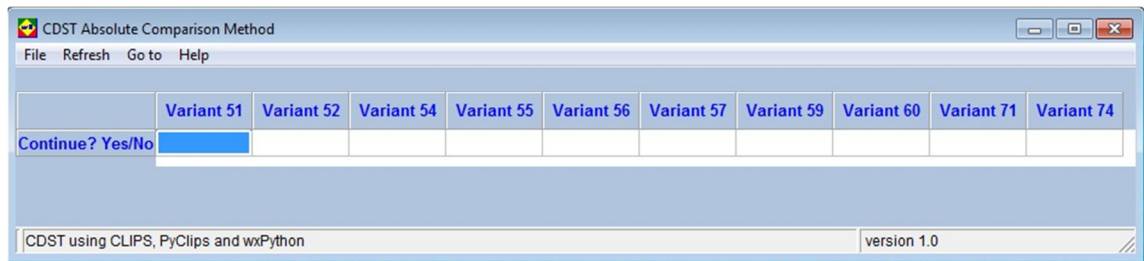 CDST Absolute Comparison Method
File Refresh Go to Help
Variant 51 Variant 52 Variant 54 Variant 55 Variant 56 Variant 57 Variant 59 Variant 60 Variant 71 Variant 74
Continue? Yes/No
CDST using CLIPS, PyClips and wxPython version 1.0